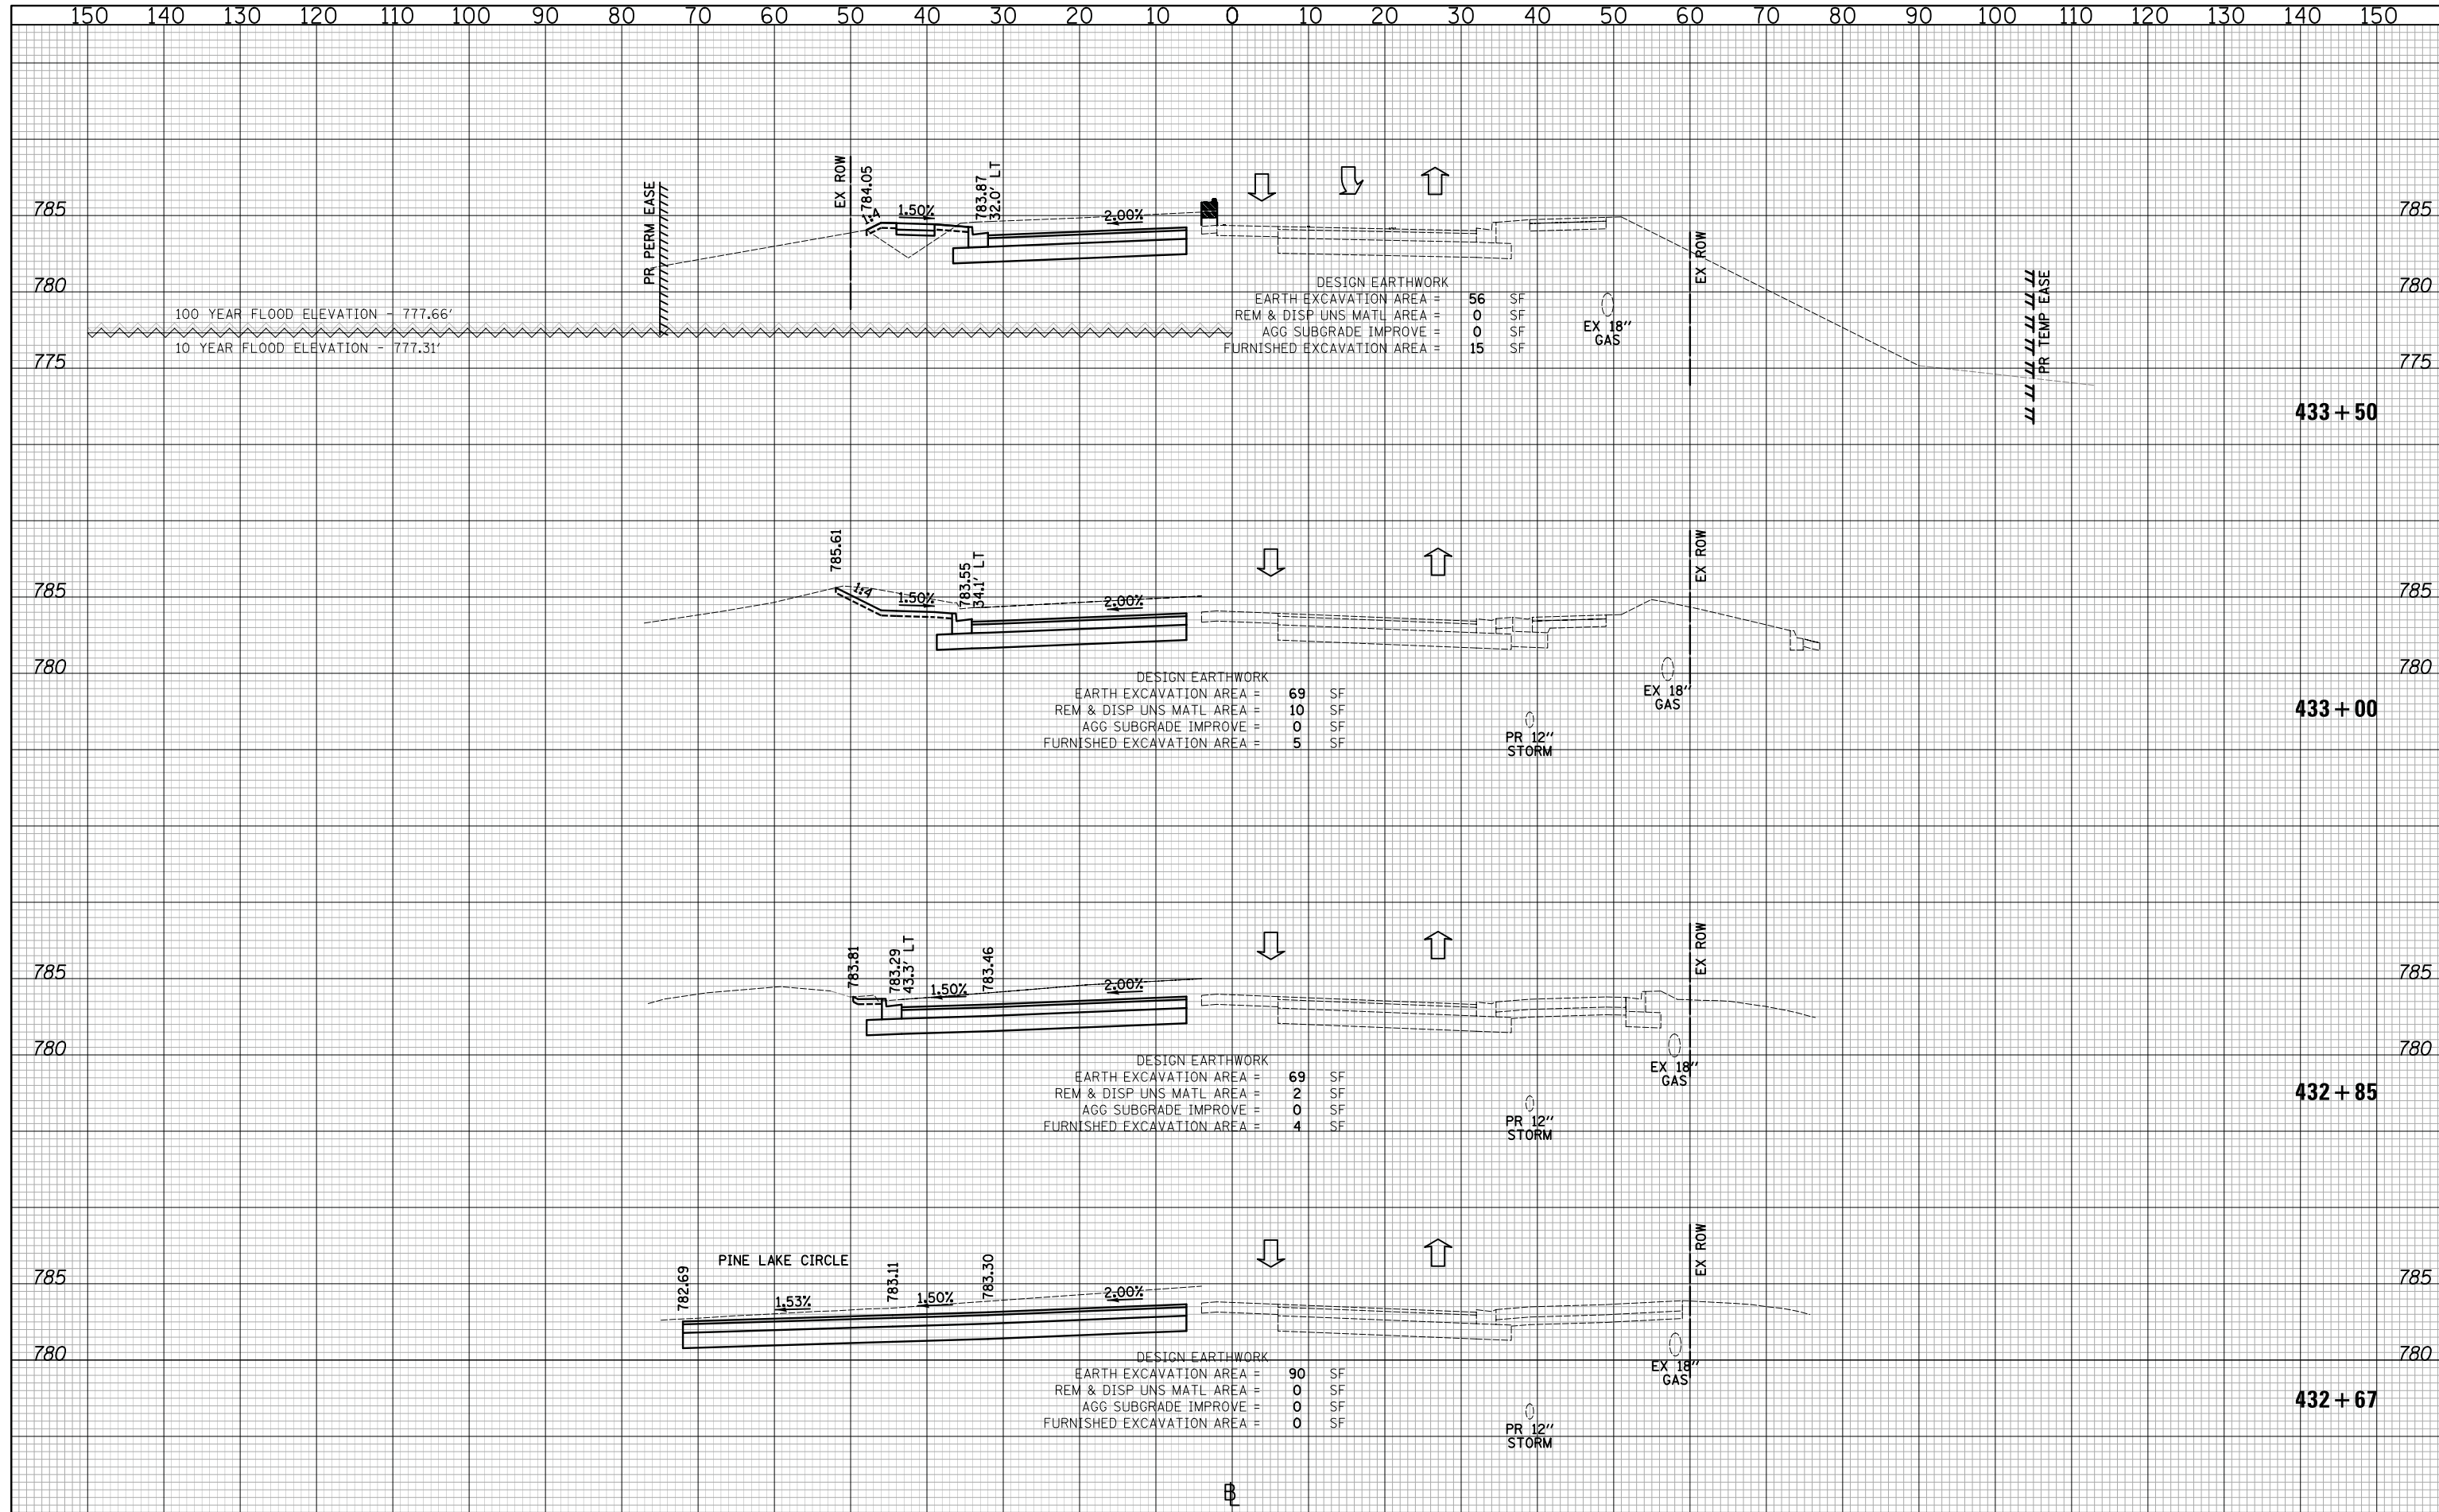 150 140 130 120 110 100 90 80 70 60 50 40 30 20 10 0 10 20 30 40 50 60 70 80 90 100 110 120 130 140 150
PR PERM EASE
EX ROW
784.05
1:4
1.50%
783.87
32.0' LT
2.00%
785 785
EX ROW
780 780
PR TEMP EASE
DESIGN EARTHWORK
EARTH EXCAVATION AREA = 56 SF
REM & DISP UNS MATL AREA = 0 SF
AGG SUBGRADE IMPROVE = 0 SF
FURNISHED EXCAVATION AREA = 15 SF
EX 18"
GAS
100 YEAR FLOOD ELEVATION - 777.66'
10 YEAR FLOOD ELEVATION - 777.31'
775 775
433+50
785.61
1:4
1.50%
783.55
34.1' LT
2.00%
EX ROW
785 785
780 780
DESIGN EARTHWORK
EARTH EXCAVATION AREA = 69 SF
REM & DISP UNS MATL AREA = 10 SF
AGG SUBGRADE IMPROVE = 0 SF
FURNISHED EXCAVATION AREA = 5 SF
EX 18"
GAS
PR 12"
STORM
433+00
783.81
783.29
43.3' LT
1.50%
783.46
2.00%
EX ROW
785 785
780 780
DESIGN EARTHWORK
EARTH EXCAVATION AREA = 69 SF
REM & DISP UNS MATL AREA = 2 SF
AGG SUBGRADE IMPROVE = 0 SF
FURNISHED EXCAVATION AREA = 4 SF
EX 18"
GAS
PR 12"
STORM
432+85
PINE LAKE CIRCLE
782.69
1.53%
783.11
1.50%
783.30
2.00%
EX ROW
785 785
780 780
DESIGN EARTHWORK
EARTH EXCAVATION AREA = 90 SF
REM & DISP UNS MATL AREA = 0 SF
AGG SUBGRADE IMPROVE = 0 SF
FURNISHED EXCAVATION AREA = 0 SF
EX 18"
GAS
PR 12"
STORM
432+67
BL